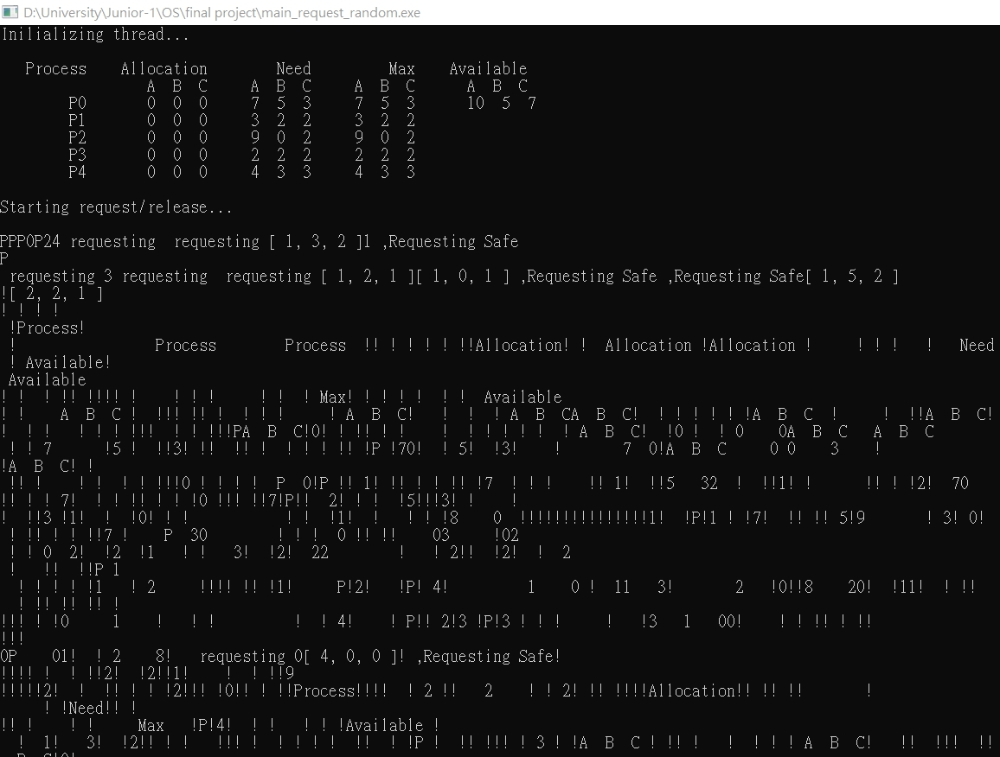 D:\University\Junior-1\OS\final project\main_request_random.exe
Inilializing thread...
Process Allocation Need Max Available
A B C A B C A B C A B C
P0 0 0 0 7 5 3 7 5 3 10 5 7
P1 0 0 0 3 2 2 3 2 2
P2 0 0 0 9 0 2 9 0 2
P3 0 0 0 2 2 2 2 2 2
P4 0 0 0 4 3 3 4 3 3
Starting request/release...
PPP0P24 requesting  requesting [ 1, 3, 2 ]1 ,Requesting Safe
P
requesting 3 requesting  requesting [ 1, 2, 1 ][ 1, 0, 1 ] ,Requesting Safe ,Requesting Safe[ 1, 5, 2 ]
![ 2, 2, 1 ]
! ! ! !
!Process!
! Process Process !! ! ! ! ! !!Allocation! ! Allocation !Allocation ! ! ! ! ! Need
! Available!
Available
! ! ! !! !!!! ! ! ! ! ! ! ! Max! ! ! ! ! ! ! Available
! ! A B C ! !!! !! ! ! ! ! A B C! ! ! ! A B CA B C! ! ! ! ! ! !A B C ! ! !!A B C!
! ! ! ! ! ! !!! ! ! !!!PA B C!0! ! !! ! ! ! ! ! ! ! ! A B C! !0 ! ! 0 0A B C A B C
! ! 7 !5 ! !!3! !! !! ! ! ! ! !! !P !70! ! 5! !3! ! 7 0!A B C 0 0 3 !
!A B C! !
!! ! ! ! ! ! !!!0 ! ! ! ! P 0!P !! 1! !! ! ! !! !7 ! ! ! !! 1! !!5 32 ! !!1! ! !! ! !2! 70
!! ! ! 7! ! ! !! ! ! !0 !!! !!7!P!! 2! ! ! !5!!!3! ! !
! !!3 !1! ! !0! ! ! ! ! !1! ! ! ! !8 0 !!!!!!!!!!!!!!!1! !P!1 ! !7! !! !! 5!9 ! 3! 0!
! !! ! ! !!7 ! P 30 ! ! ! 0 !! !! 03 !02
! ! 0 2! !2 !1 ! ! 3! !2! 22 ! ! 2!! !2! ! 2
! !! !!P 1
! ! ! ! !1 ! 2 !!!! !! !1! P!2! !P! 4! 1 0 ! 11 3! 2 !0!!8 20! !11! ! !!
! !! !! !! !
!!! ! !0 1 ! ! ! ! ! 4! ! P!! 2!3 !P!3 ! ! ! ! !3 1 00! ! ! !! ! !!
!!!
0P 01! ! 2 8! requesting 0[ 4, 0, 0 ]! ,Requesting Safe!
!!!! ! ! !!2! !2!!1! ! ! !!9
!!!!!2! ! !! ! ! !2!!! !0!! ! !!Process!!!! ! 2 !! 2 ! ! 2! !! !!!!Allocation!! !! !! !
! !Need!! !
!! ! ! ! Max !P!4! ! ! ! ! !Available !
! 1! 3! !2!! ! ! !!! ! ! ! ! ! !! !P ! !! !!! ! 3 ! !A B C ! !! ! ! ! ! ! A B C! !! !!! !!